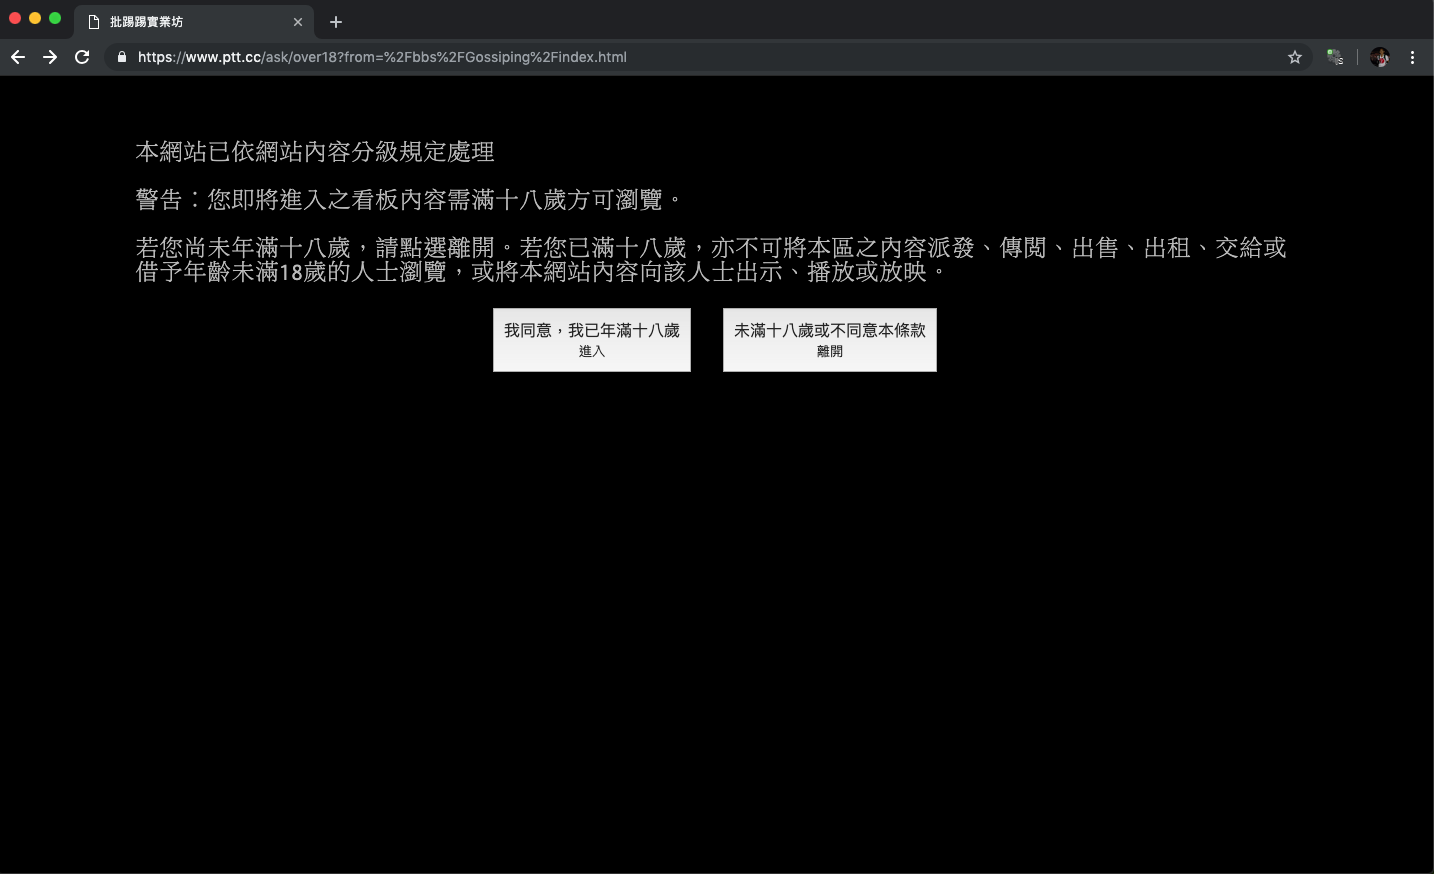 批踢踢實業坊
https://www.ptt.cc/ask/over18?from=%2Fbbs%2FGossiping%2Findex.html
本網站已依網站內容分級規定處理
警告：您即將進入之看板內容需滿十八歲方可瀏覽。
若您尚未年滿十八歲，請點選離開。若您已滿十八歲，亦不可將本區之內容派發、傳閱、出售、出租、交給或
借予年齡未滿18歲的人士瀏覽，或將本網站內容向該人士出示、播放或放映。
我同意，我已年滿十八歲
進入
未滿十八歲或不同意本條款
離開